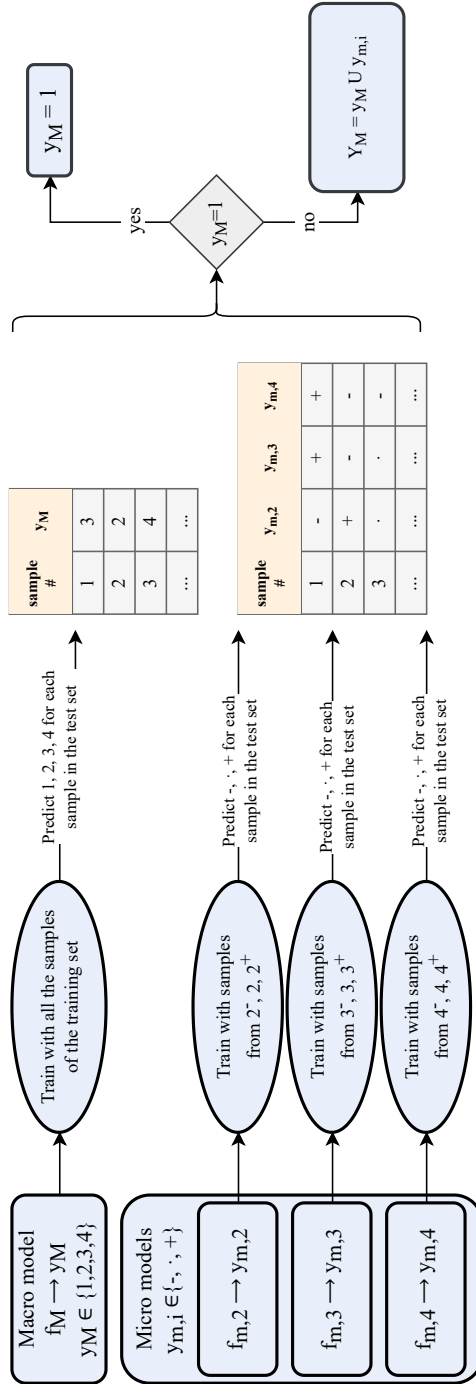 Macro model
f_M → y_M
y_M ∈ {1,2,3,4}
Train with all the samples
of the training set
Predict 1, 2, 3, 4 for each
sample in the test set
sample # y_M
1 3
2 2
3 4
... ...
Micro models
y_m,i ∈ {-, ·, +}
f_m,2 → y_m,2
Train with samples
from 2⁻, 2, 2⁺
Predict -, ·, + for each
sample in the test set
f_m,3 → y_m,3
Train with samples
from 3⁻, 3, 3⁺
Predict -, ·, + for each
sample in the test set
f_m,4 → y_m,4
Train with samples
from 4⁻, 4, 4⁺
Predict -, ·, + for each
sample in the test set
sample # y_m,2 y_m,3 y_m,4
1 - + +
2 + - -
3 · · -
... ... ... ...
y_M=1
yes
y_M = 1
no
Y_M = y_M U y_m,i